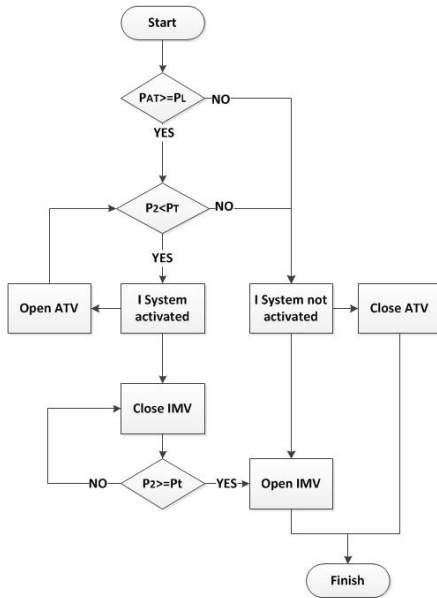 Start
PAT>=PL
NO
YES
P2<PT
NO
YES
Open ATV
I System
activated
I System not
activated
Close ATV
Close IMV
NO
P2>=Pt
YES
Open IMV
Finish